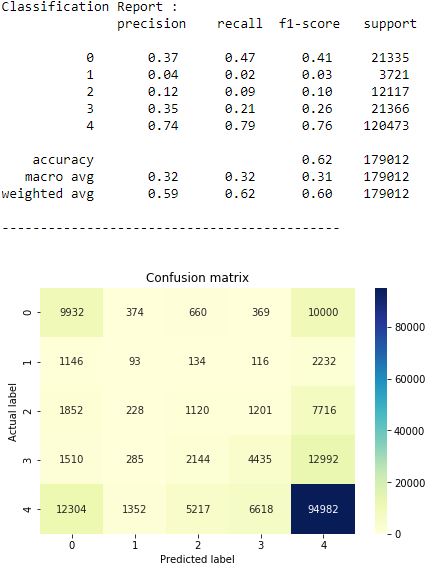 Classification Report :
precision recall f1-score support
0 0.37 0.47 0.41 21335
1 0.04 0.02 0.03 3721
2 0.12 0.09 0.10 12117
3 0.35 0.21 0.26 21366
4 0.74 0.79 0.76 120473
accuracy 0.62 179012
macro avg 0.32 0.32 0.31 179012
weighted avg 0.59 0.62 0.60 179012
--------------------------------------------
Confusion matrix
0 9932 374 660 369 10000
1 1146 93 134 116 2232
2 1852 228 1120 1201 7716
3 1510 285 2144 4435 12992
4 12304 1352 5217 6618 94982
0 1 2 3 4
Predicted label
Actual label
80000
60000
40000
20000
0